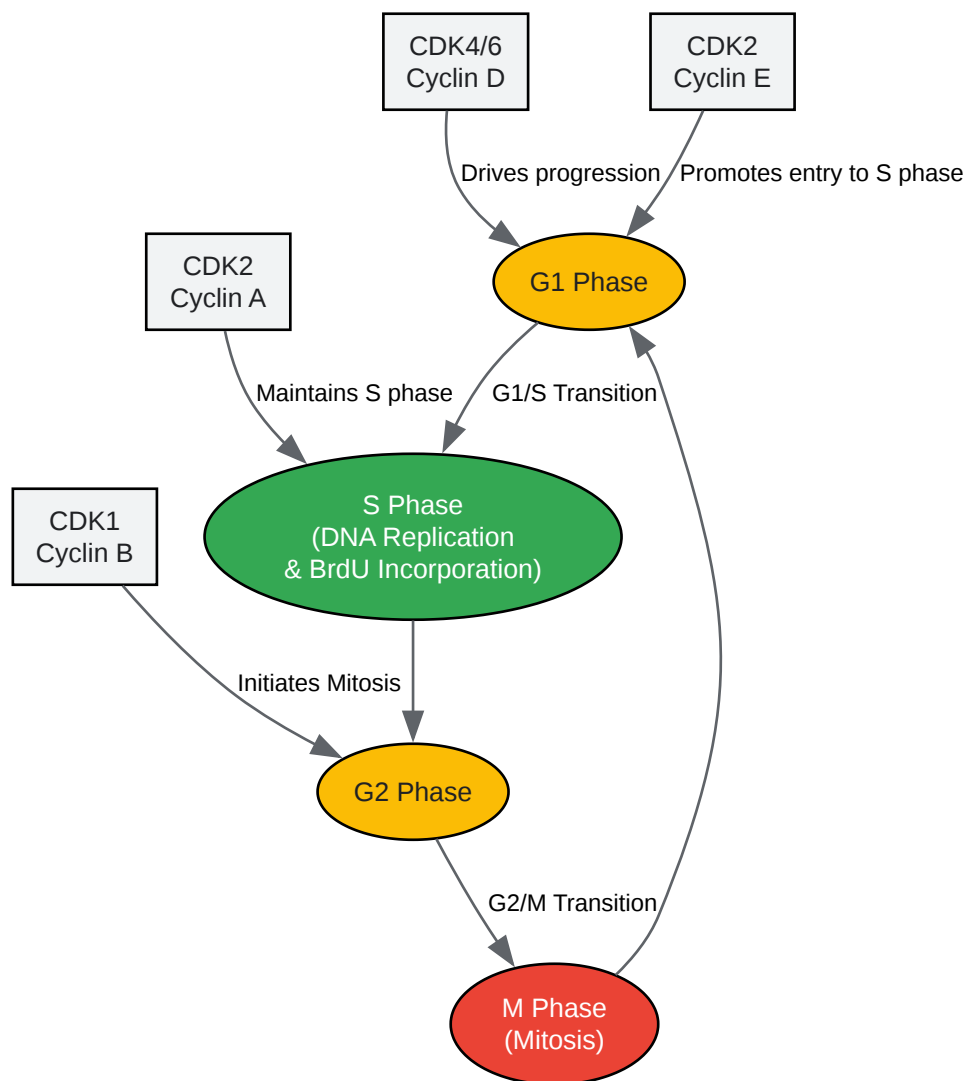 CDK4/6
Cyclin D
CDK2
Cyclin E
Drives progression
Promotes entry to S phase
CDK2
Cyclin A
G1 Phase
Maintains S phase
G1/S Transition
CDK1
Cyclin B
S Phase
(DNA Replication
& BrdU Incorporation)
Initiates Mitosis
G2 Phase
G2/M Transition
M Phase
(Mitosis)